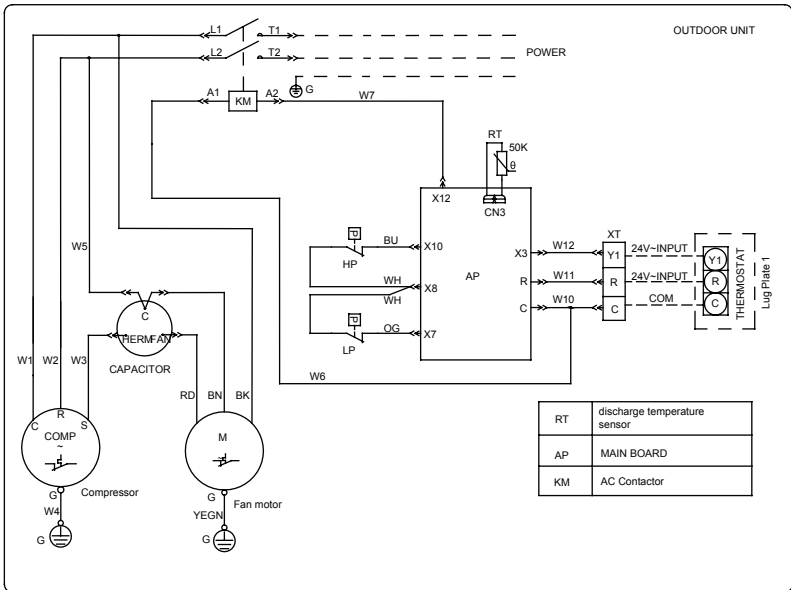 L1
T1
OUTDOOR UNIT
L2
T2
POWER
G
A1
KM
A2
W7
RT
50K
θ
X12
CN3
W5
P
BU
X10
HP
AP
X3
W12
XT
Y1
24V~INPUT
Y1
WH
X8
WH
R
W11
R
24V~INPUT
R
P
OG
X7
LP
C
W10
C
COM
C
THERMOSTAT
Lug Plate 1
C
HERMFAN
CAPACITOR
W1
W2
W3
W6
RD
BN
BK
C
R
S
COMP
~
M
G
Compressor
G
Fan motor
W4
YEGN
G
G
RT
discharge temperature
sensor
AP
MAIN BOARD
KM
AC Contactor